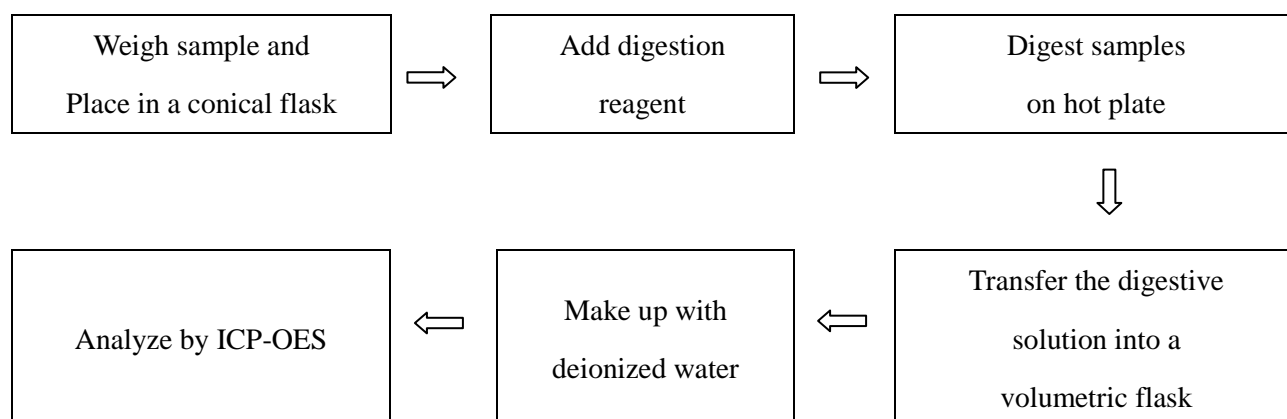 Weigh sample and
Place in a conical flask
Add digestion
reagent
Digest samples
on hot plate
Transfer the digestive
solution into a
volumetric flask
Make up with
deionized water
Analyze by ICP-OES